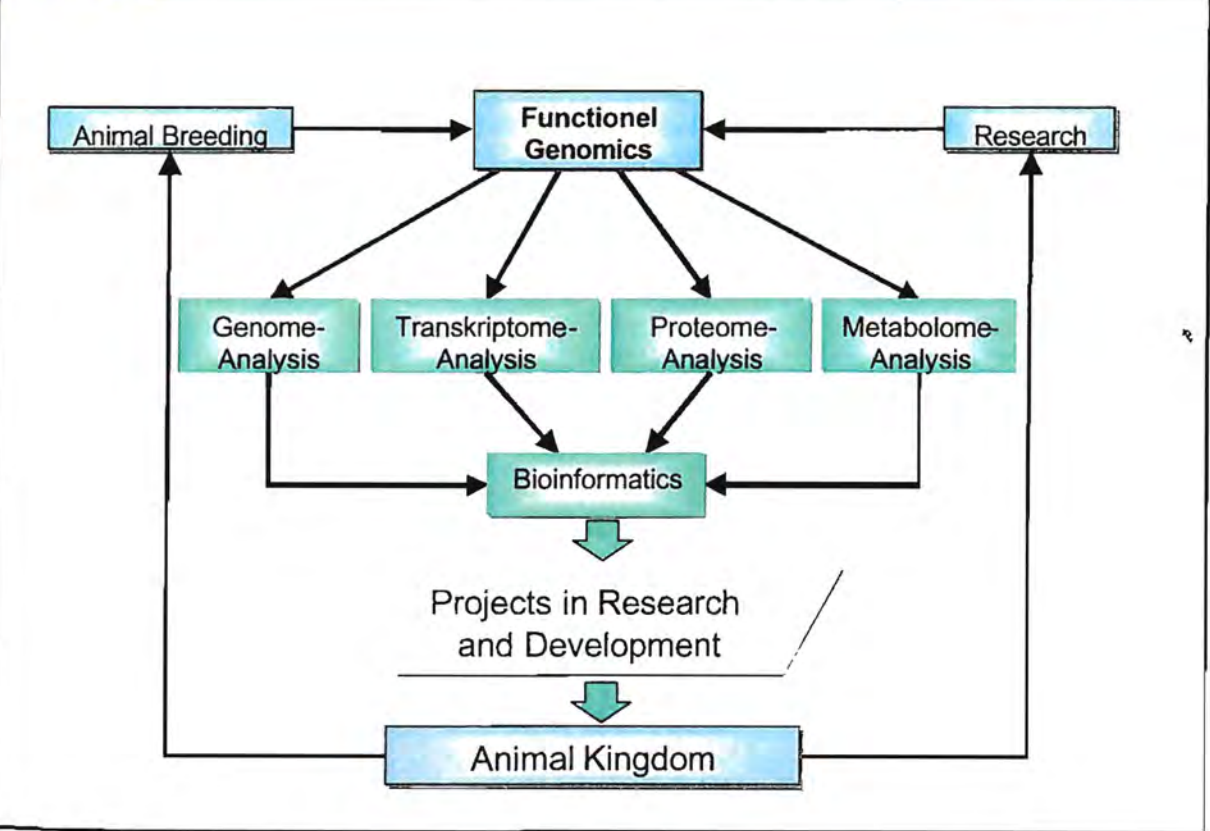 Animal Breeding
Functionel
Genomics
Research
Genome-
Analysis
Transkriptome-
Analysis
Proteome-
Analysis
Metabolome-
Analysis
Bioinformatics
Projects in Research
and Development
Animal Kingdom